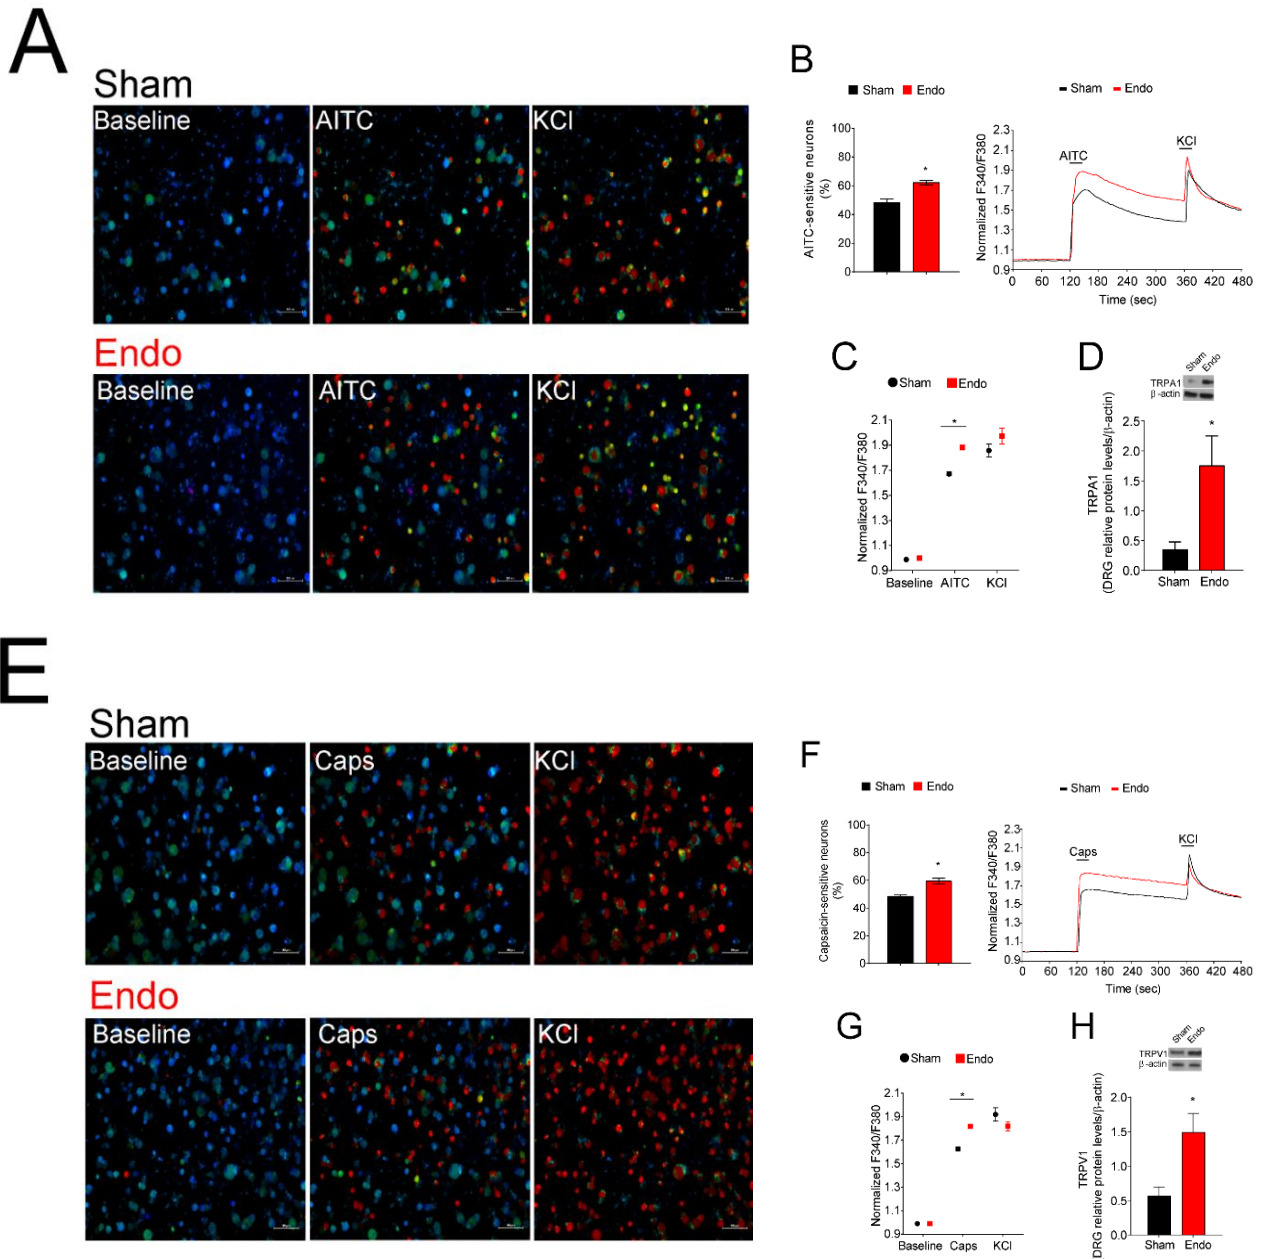 A
Sham
Baseline
AITC
KCl
Endo
Baseline
AITC
KCl
B
Sham
Endo
AITC-sensitive neurons
(%)
100
80
60
40
20
0
*
Sham
Endo
Normalized F340/F380
2.3
2.1
1.9
1.7
1.5
1.3
1.1
0.9
AITC
KCl
0 60 120 180 240 300 360 420 480
Time (sec)
C
Sham
Endo
Normalized F340/F380
2.1
1.9
1.7
1.5
1.3
1.1
0.9
*
Baseline AITC KCl
D
Sham
Endo
TRPA1
β-actin
TRPA1
(DRG relative protein levels/β-actin)
2.5
2.0
1.5
1.0
0.5
0.0
*
Sham Endo
E
Sham
Baseline
Caps
KCl
Endo
Baseline
Caps
KCl
F
Sham
Endo
Capsaicin-sensitive neurons
(%)
100
80
60
40
20
0
*
Sham
Endo
Normalized F340/F380
2.3
2.1
1.9
1.7
1.5
1.3
1.1
0.9
Caps
KCl
0 60 120 180 240 300 360 420 480
Time (sec)
G
Sham
Endo
Normalized F340/F380
2.1
1.9
1.7
1.5
1.3
1.1
0.9
*
Baseline Caps KCl
H
Sham
Endo
TRPV1
β-actin
TRPV1
DRG relative protein levels/β-actin)
2.0
1.5
1.0
0.5
0.0
*
Sham Endo